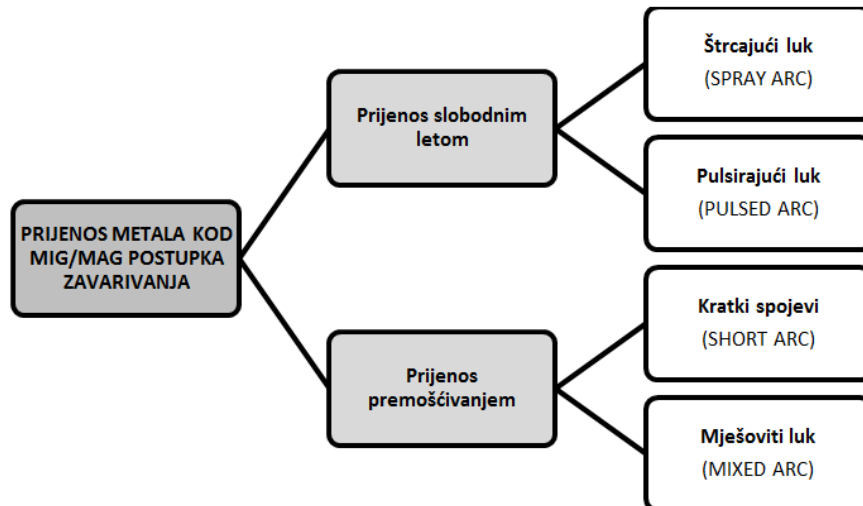 PRIJENOS METALA KOD
MIG/MAG POSTUPKA
ZAVARIVANJA
Prijenos slobodnim
letom
Štrcajući luk
(SPRAY ARC)
Pulsirajući luk
(PULSED ARC)
Prijenos
premošćivanjem
Kratki spojevi
(SHORT ARC)
Mješoviti luk
(MIXED ARC)